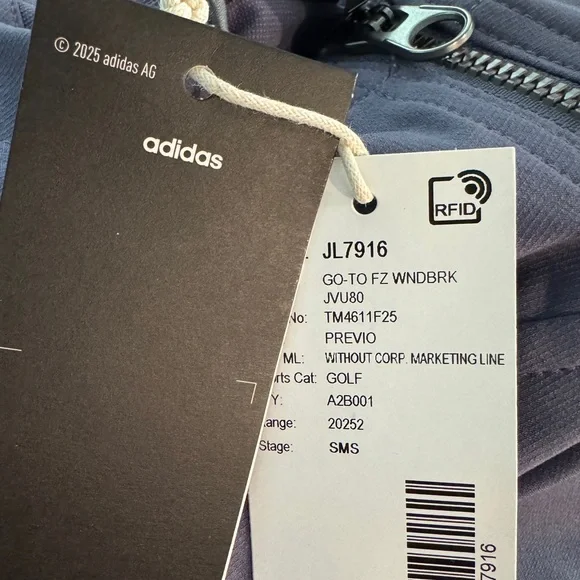 © 2025 adidas AG
adidas
RFID
JL7916
GO-TO FZ WNDBRK
JVU80
No: TM4611F25
PREVIO
ML: WITHOUT CORP. MARKETING LINE
rts Cat: GOLF
Y: A2B001
ange: 20252
Stage: SMS
7916